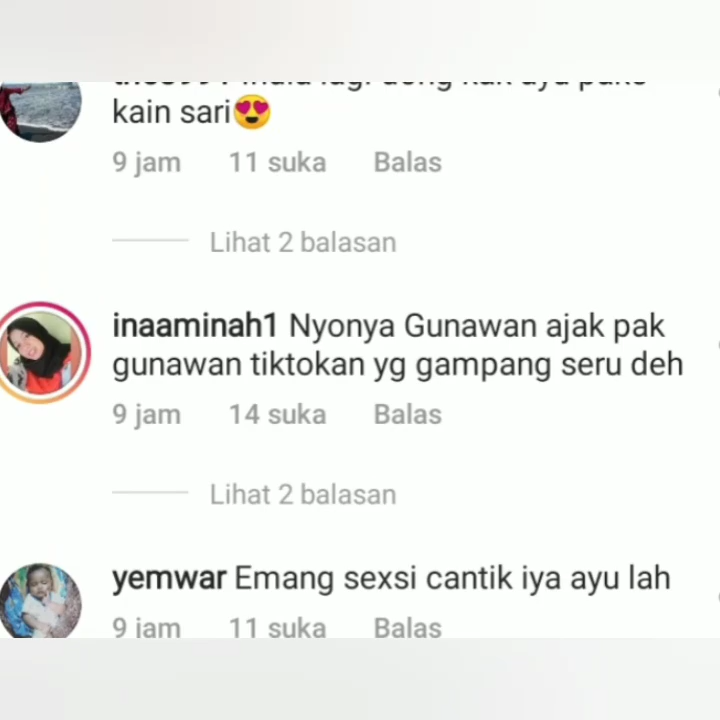 kain sari😍
9 jam 11 suka Balas
Lihat 2 balasan
inaaminah1 Nyonya Gunawan ajak pak
gunawan tiktokan yg gampang seru deh
9 jam 14 suka Balas
Lihat 2 balasan
yemwar Emang sexsi cantik iya ayu lah
9 jam 11 suka Balas